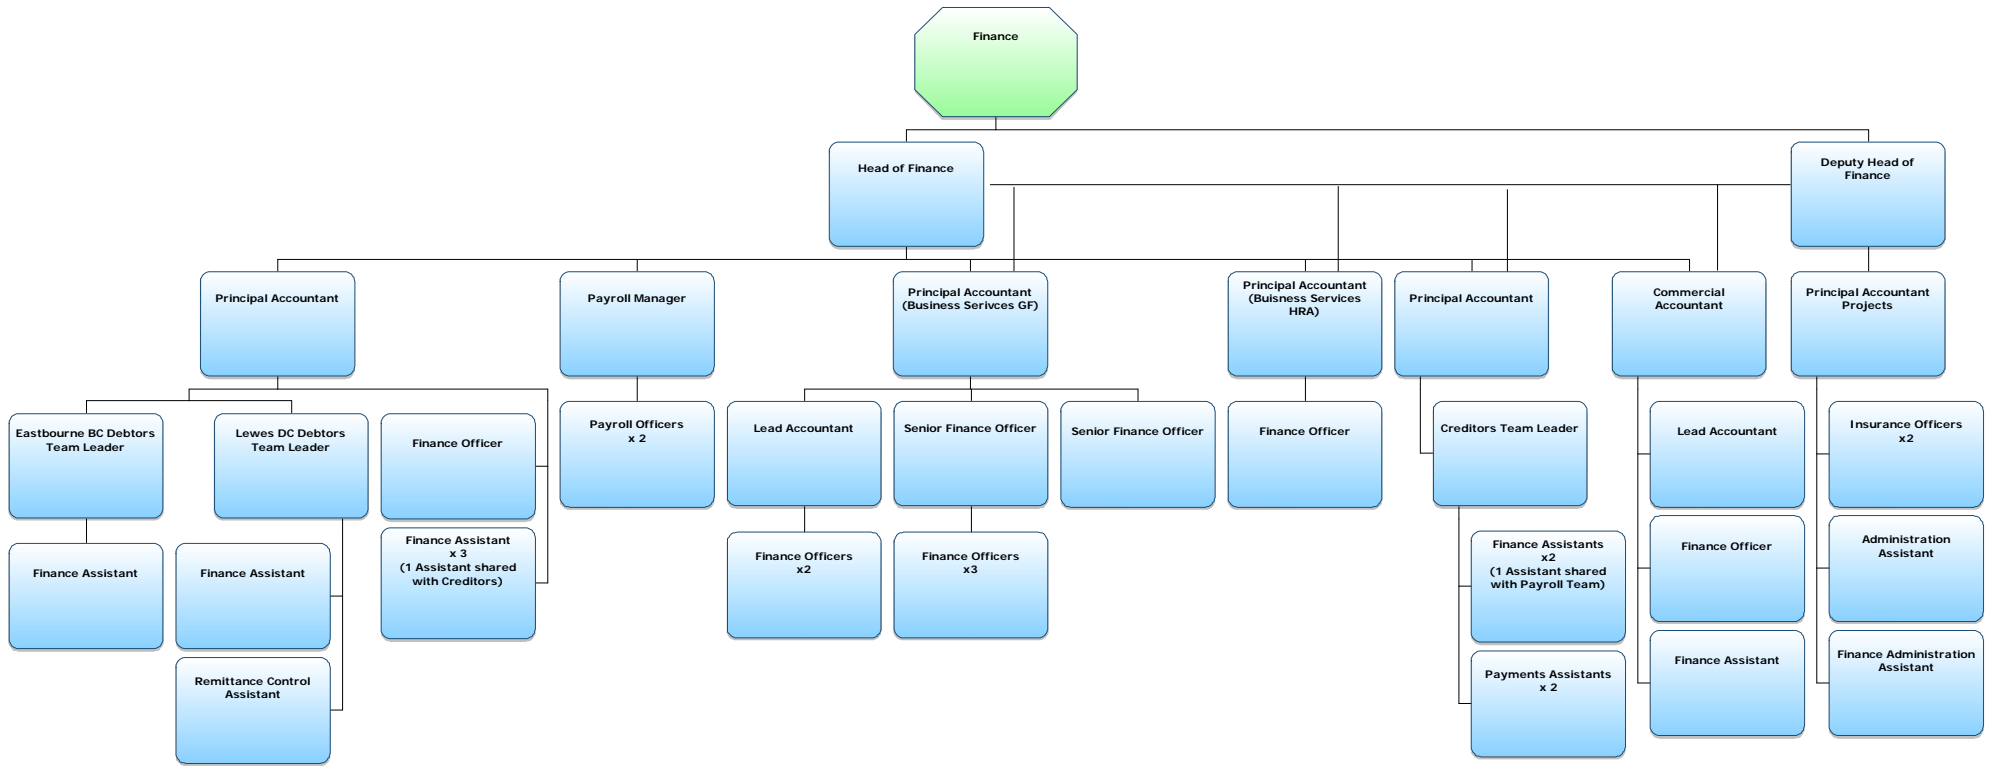 Finance
Head of Finance
Deputy Head of
Finance
Principal Accountant
Payroll Manager
Principal Accountant
(Business Serivces GF)
Principal Accountant
(Buisness Services
HRA)
Principal Accountant
Commercial
Accountant
Principal Accountant
Projects
Eastbourne BC Debtors
Team Leader
Lewes DC Debtors
Team Leader
Finance Officer
Payroll Officers
x 2
Lead Accountant
Senior Finance Officer
Senior Finance Officer
Finance Officer
Creditors Team Leader
Lead Accountant
Insurance Officers
x2
Finance Assistant
Finance Assistant
Finance Assistant
x 3
(1 Assistant shared
with Creditors)
Finance Officers
x2
Finance Officers
x3
Finance Assistants
x2
(1 Assistant shared
with Payroll Team)
Finance Officer
Administration
Assistant
Remittance Control
Assistant
Payments Assistants
x 2
Finance Assistant
Finance Administration
Assistant